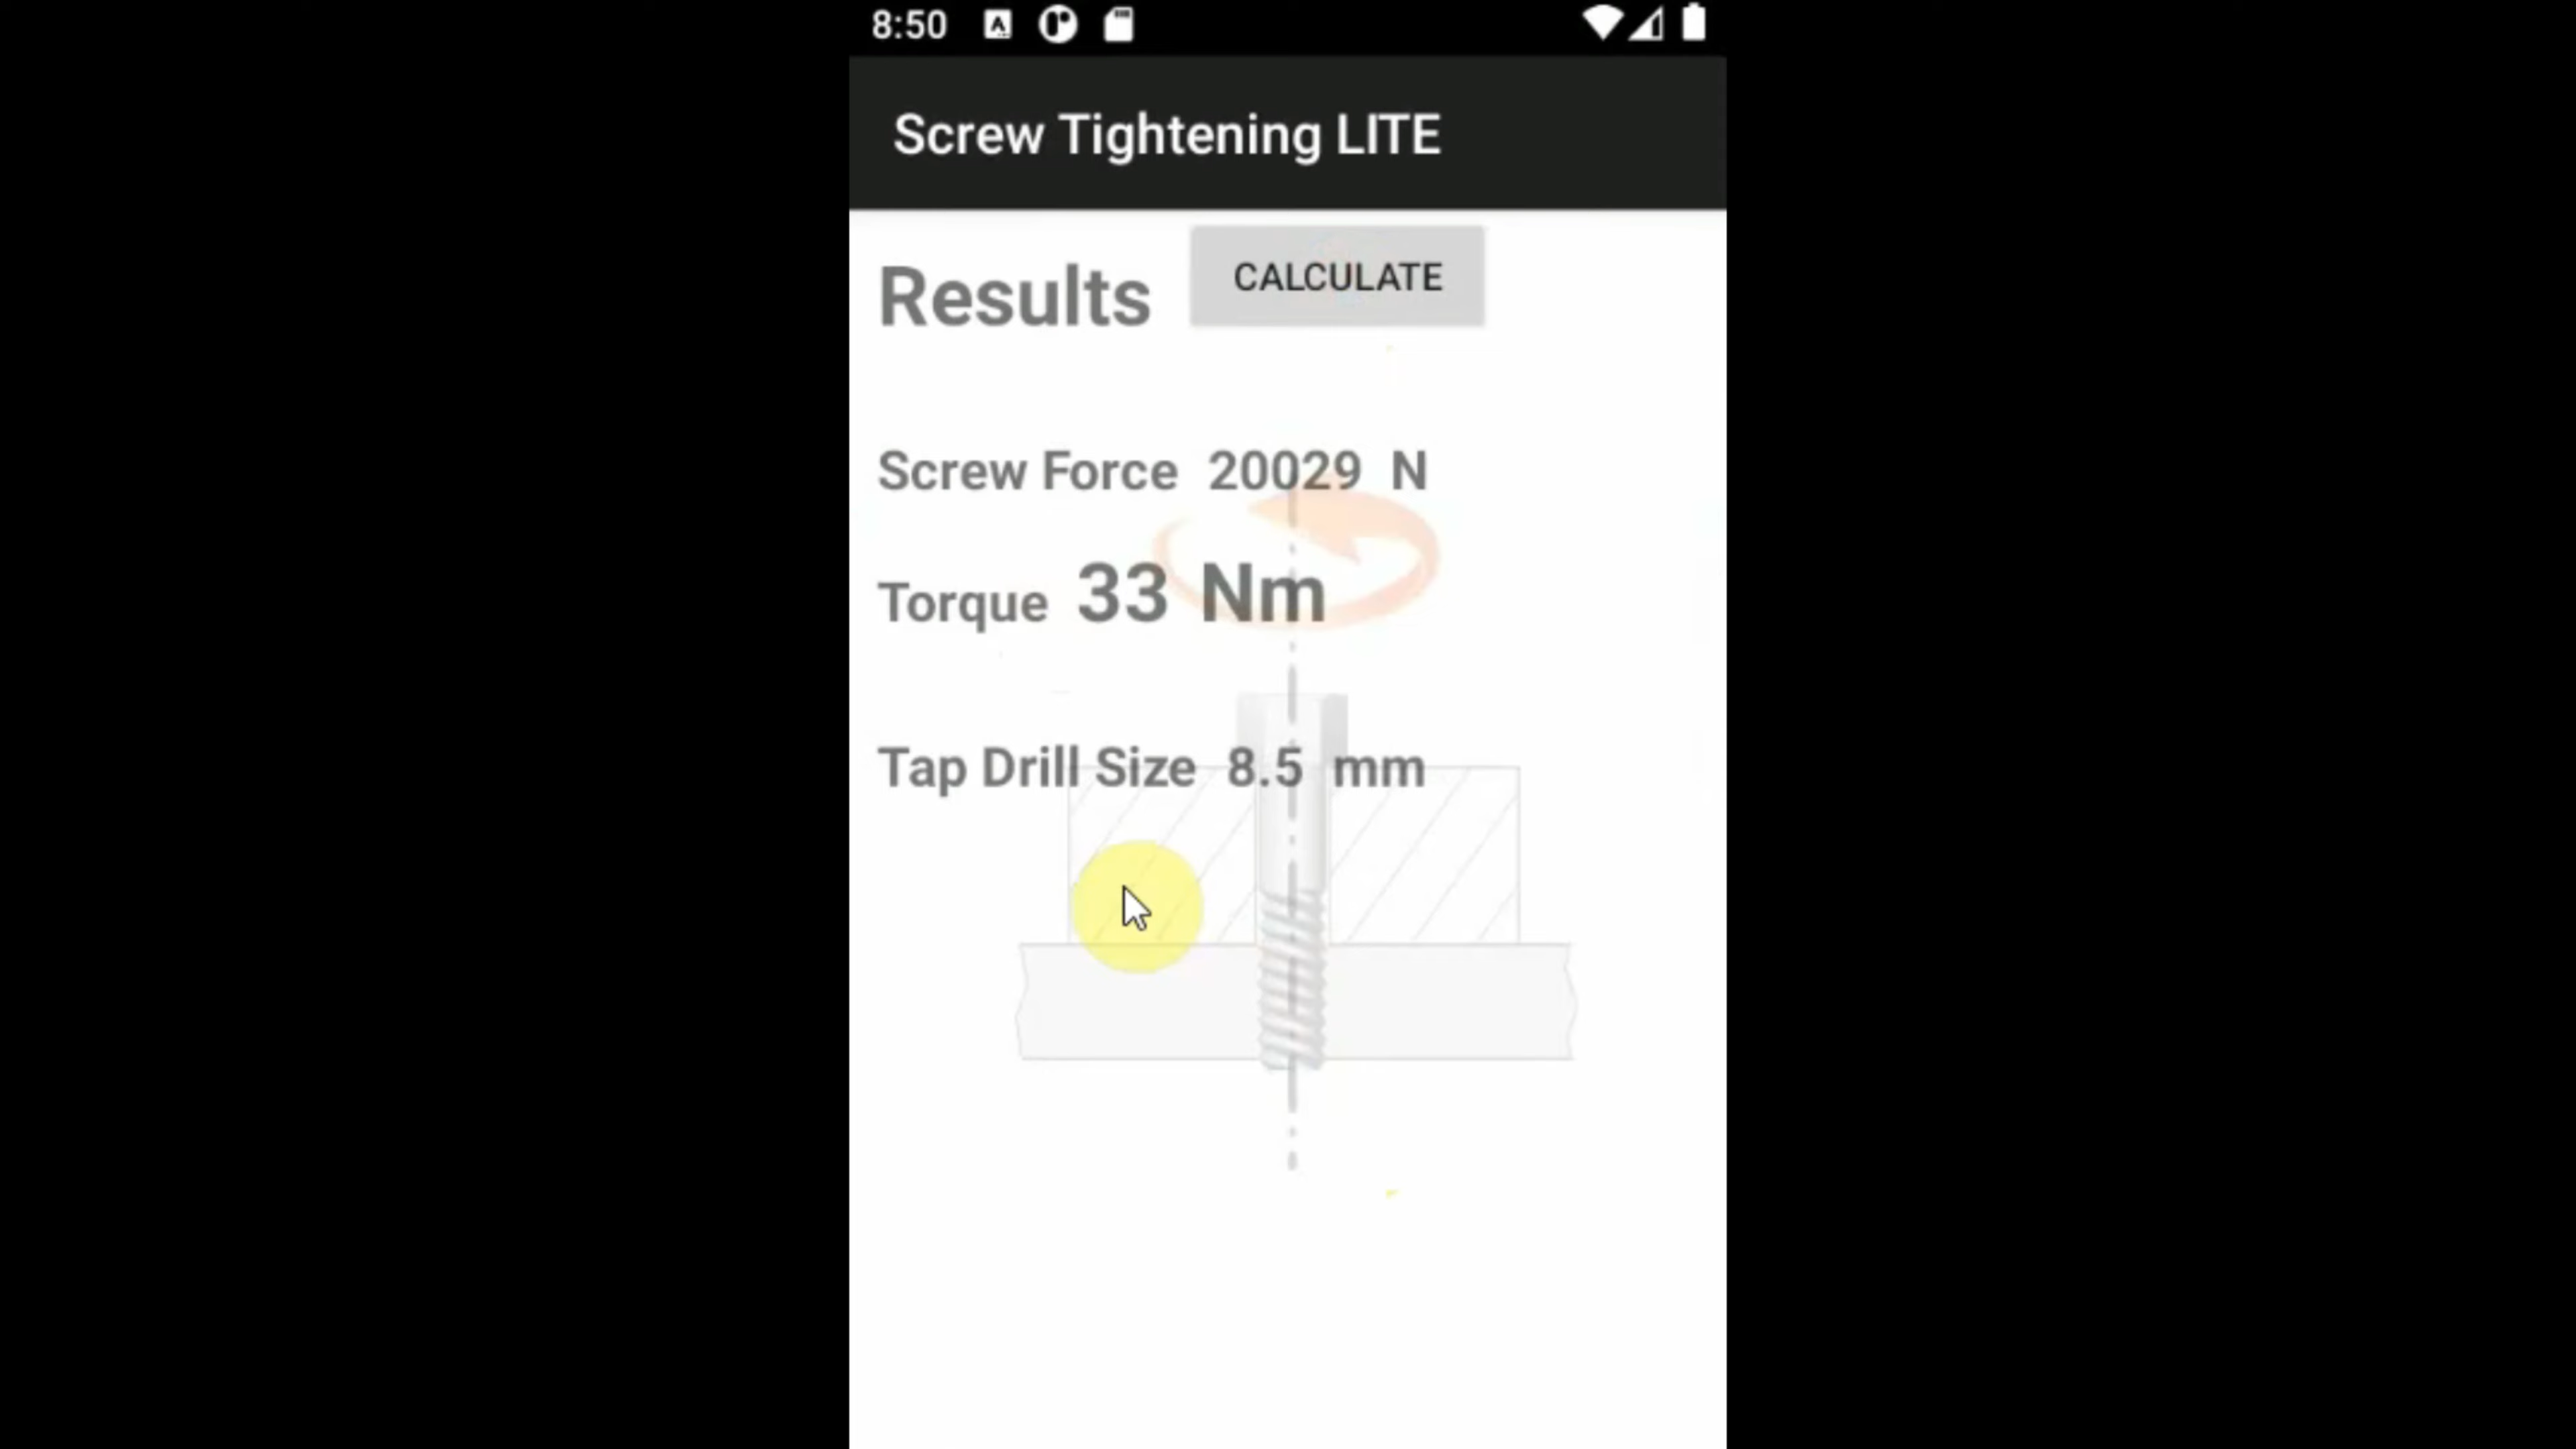 8:50
Screw Tightening LITE
Results CALCULATE
Screw Force 20029 N
Torque 33 Nm
Tap Drill Size 8.5 mm